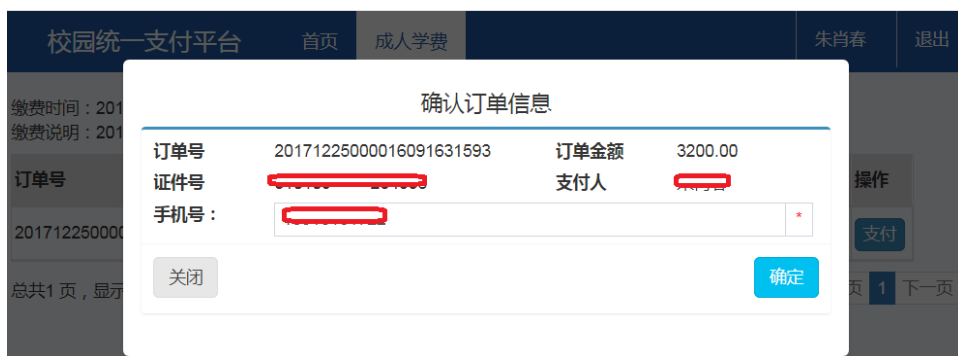 校园统一支付平台 首页 成人学费 朱肖春 退出
确认订单信息
缴费时间：201
缴费说明：201
订单号 20171225000016091631593 订单金额 3200.00
证件号 支付人
手机号： *
订单号 操作
201712250000 支付
关闭 确定
总共1 页，显示 页 1 下一页